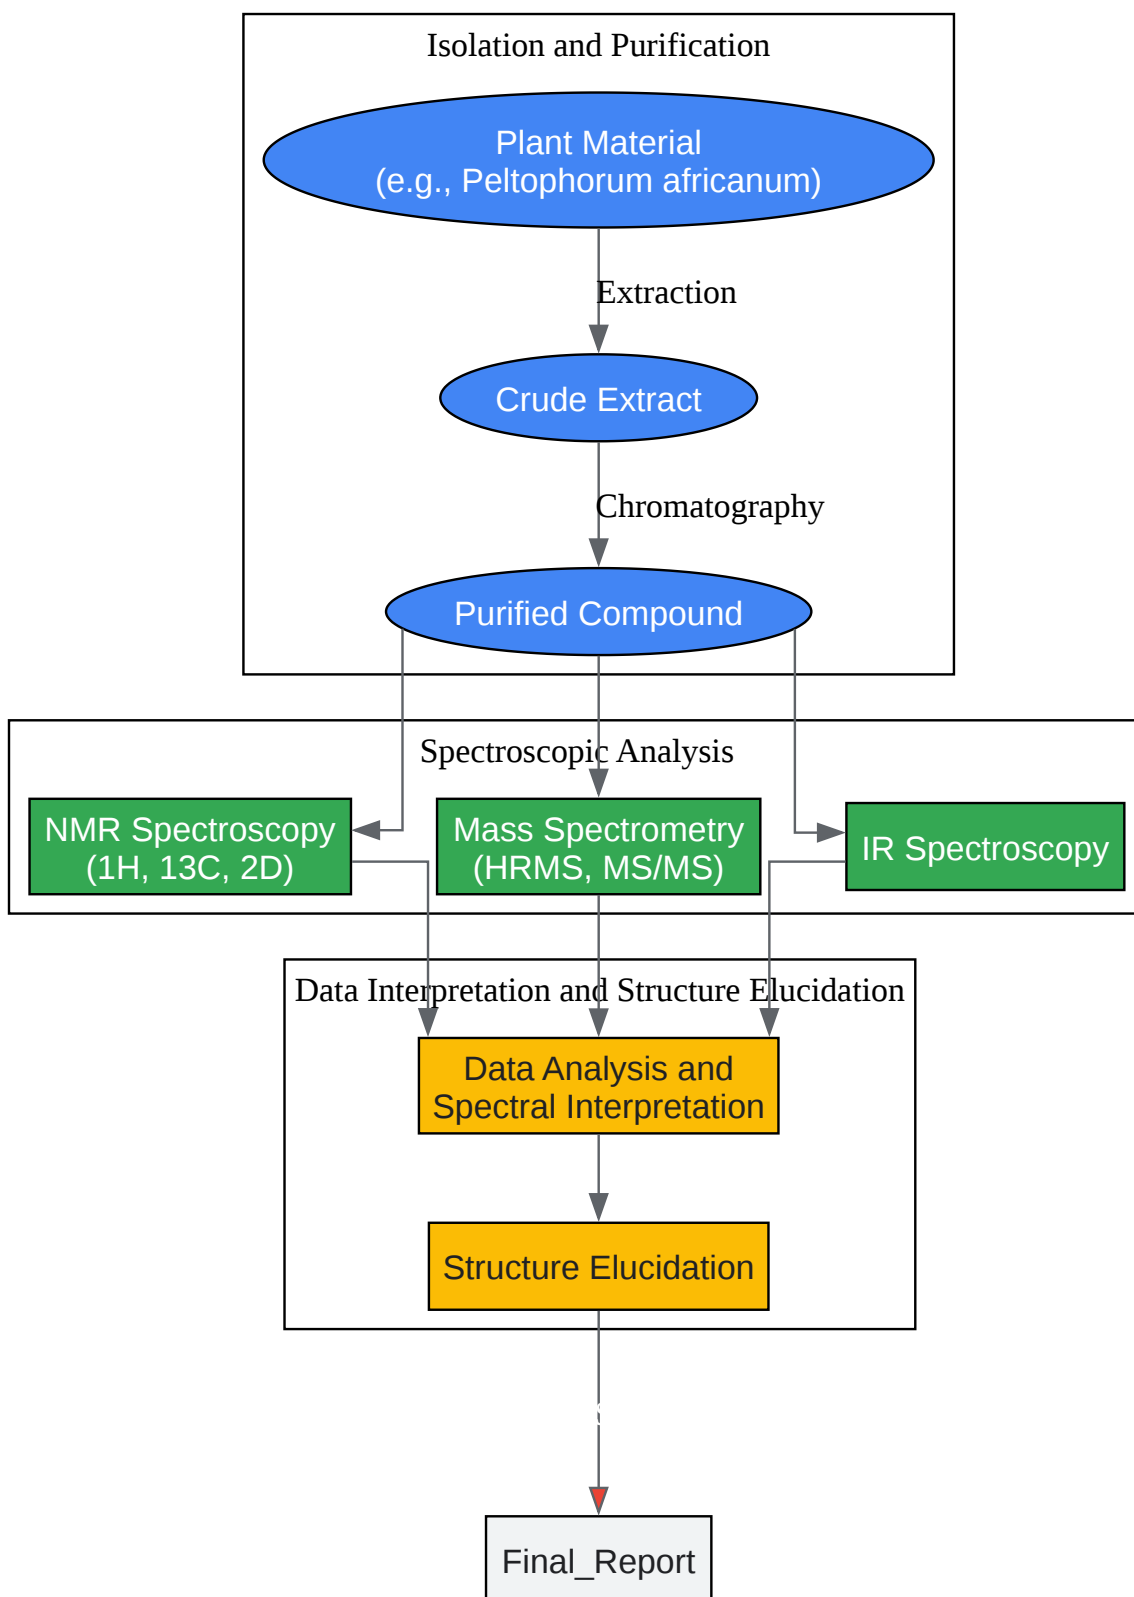 Isolation and Purification
Plant Material
(e.g., Peltophorum africanum)
Extraction
Crude Extract
Chromatography
Purified Compound
Spectroscopic Analysis
NMR Spectroscopy
(1H, 13C, 2D)
Mass Spectrometry
(HRMS, MS/MS)
IR Spectroscopy
Data Interpretation and Structure Elucidation
Data Analysis and
Spectral Interpretation
Structure Elucidation
Final_Report